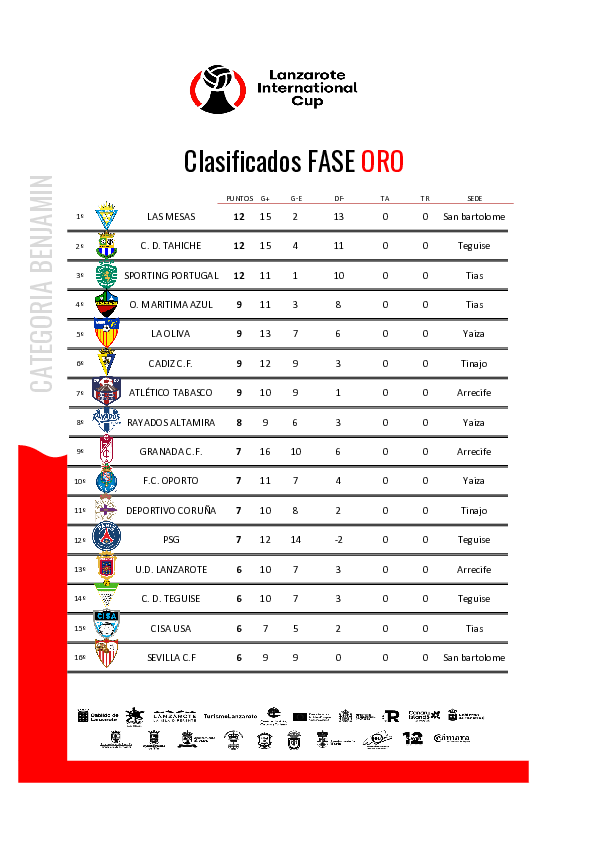 Lanzarote
International
Cup
Clasificados FASE ORO
CATEGORIA BENJAMIN
PUNTOS G+ G-E DF- TA TR SEDE
1º LAS MESAS 12 15 2 13 0 0 San bartolome
2º C. D. TAHICHE 12 15 4 11 0 0 Teguise
3º SPORTING PORTUGAL 12 11 1 10 0 0 Tias
4º O. MARITIMA AZUL 9 11 3 8 0 0 Tias
5º LA OLIVA 9 13 7 6 0 0 Yaiza
6º CADIZ C.F. 9 12 9 3 0 0 Tinajo
7º ATLÉTICO TABASCO 9 10 9 1 0 0 Arrecife
8º RAYADOS ALTAMIRA 8 9 6 3 0 0 Yaiza
9º GRANADA C.F. 7 16 10 6 0 0 Arrecife
10º F.C. OPORTO 7 11 7 4 0 0 Yaiza
11º DEPORTIVO CORUÑA 7 10 8 2 0 0 Tinajo
12º PSG 7 12 14 -2 0 0 Teguise
13º U.D. LANZAROTE 6 10 7 3 0 0 Arrecife
14º C. D. TEGUISE 6 10 7 3 0 0 Teguise
15º CISA USA 6 7 5 2 0 0 Tias
16º SEVILLA C.F 6 9 9 0 0 0 San bartolome
Cabildo de
Lanzarote
LANZAROTE
TurismoLanzarote
Canary
Islands
12
Cámara